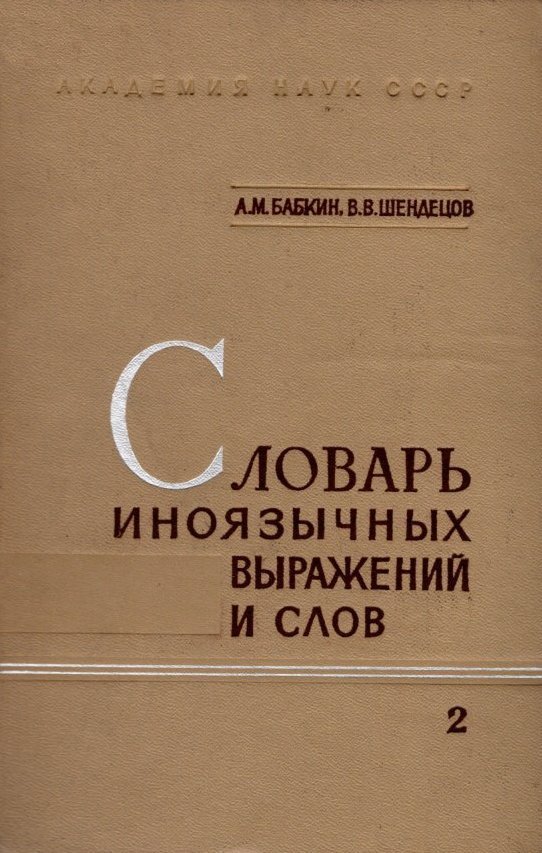 АКАДЕМИЯ НАУК СССР
А.М. БАБКИН, В.В. ШЕНДЕЦОВ
СЛОВАРЬ
ИНОЯЗЫЧНЫХ
ВЫРАЖЕНИЙ
И СЛОВ
2